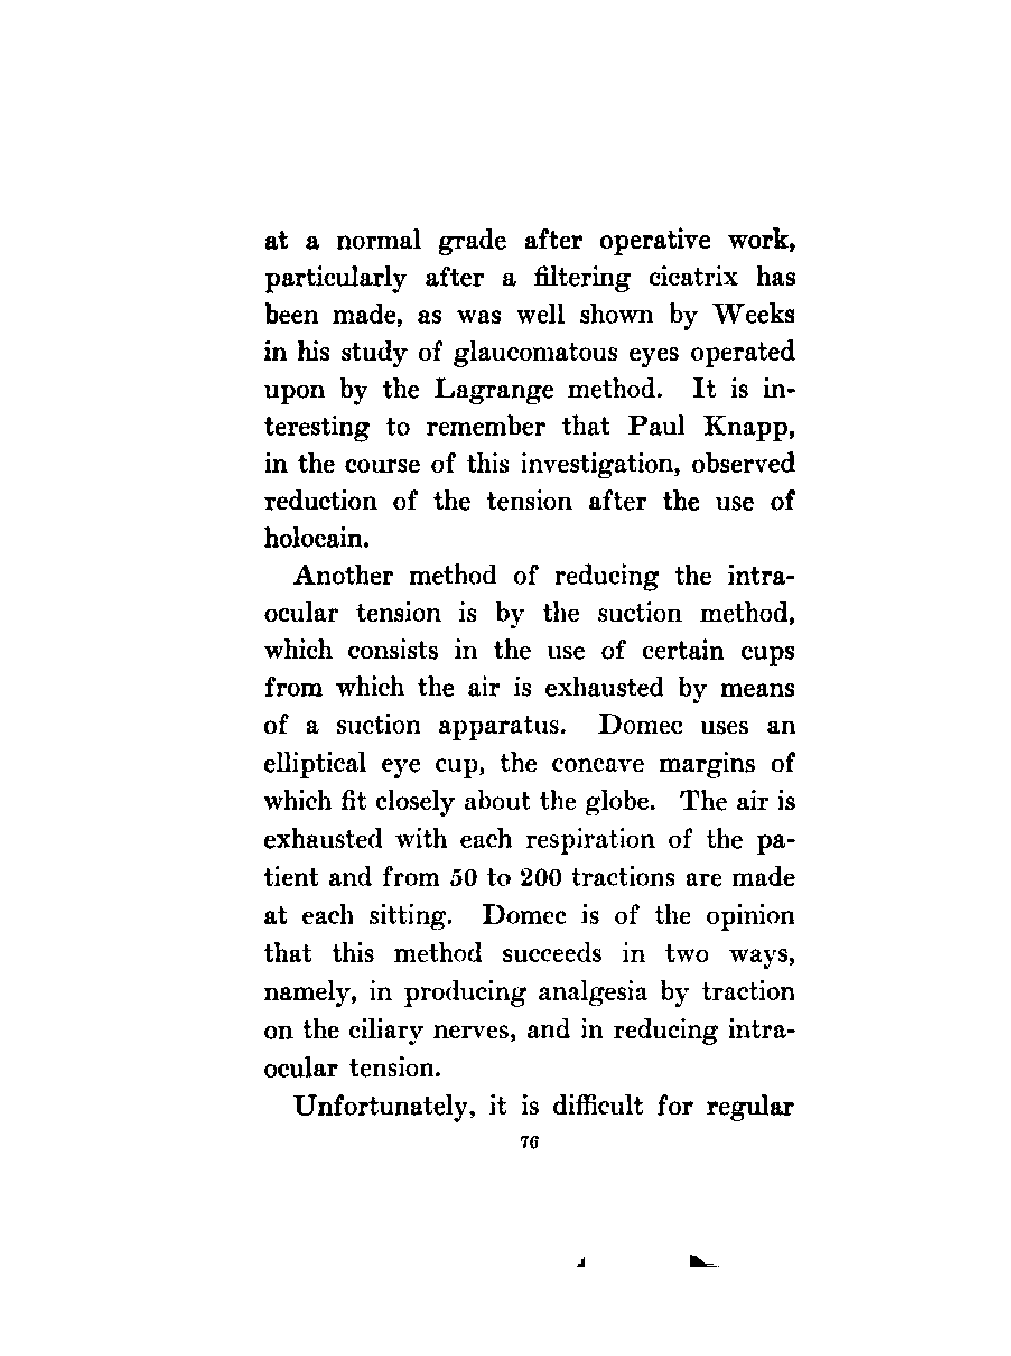 at a normal grade after operative work,
particularly after a filtering cicatrix has
been made, as was well shown by Weeks
in his study of glaucomatous eyes operated
upon by the Lagrange method. It is in-
teresting to remember that Paul Knapp,
in the course of this investigation, observed
reduction of the tension after the use of
holocain.
Another method of reducing the intra-
ocular tension is by the suction method,
which consists in the use of certain cups
from which the air is exhausted by means
of a suction apparatus. Domec uses an
elliptical eye cup, the concave margins of
which fit closely about the globe. The air is
exhausted with each respiration of the pa-
tient and from 50 to 200 tractions are made
at each sitting. Domec is of the opinion
that this method succeeds in two ways,
namely, in producing analgesia by traction
on the ciliary nerves, and in reducing intra-
ocular tension.
Unfortunately, it is difficult for regular
76